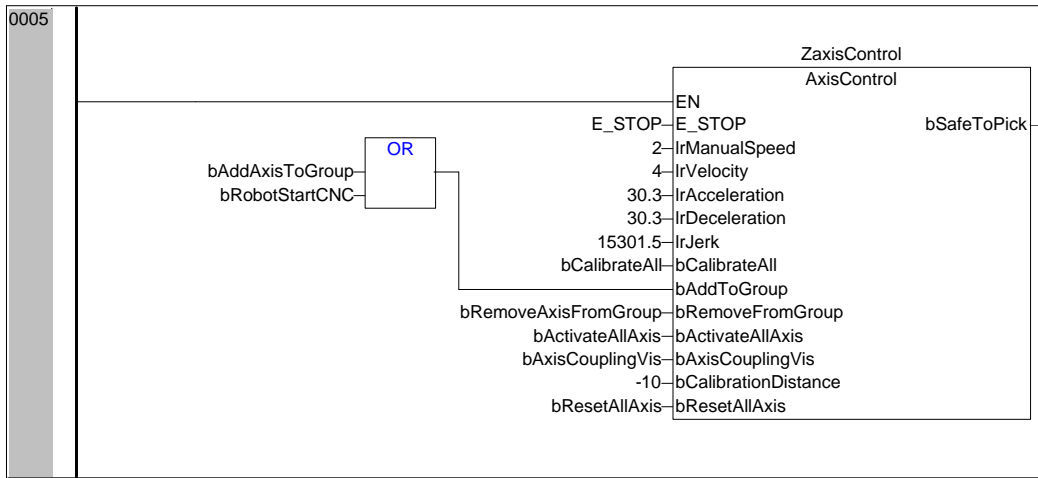 0005
ZaxisControl
AxisControl
EN
E_STOP E_STOP bSafeToPick
OR
2 lrManualSpeed
bAddAxisToGroup 4 lrVelocity
bRobotStartCNC 30.3 lrAcceleration
30.3 lrDeceleration
15301.5 lrJerk
bCalibrateAll bCalibrateAll
bAddToGroup
bRemoveAxisFromGroup bRemoveFromGroup
bActivateAllAxis bActivateAllAxis
bAxisCouplingVis bAxisCouplingVis
-10 bCalibrationDistance
bResetAllAxis bResetAllAxis